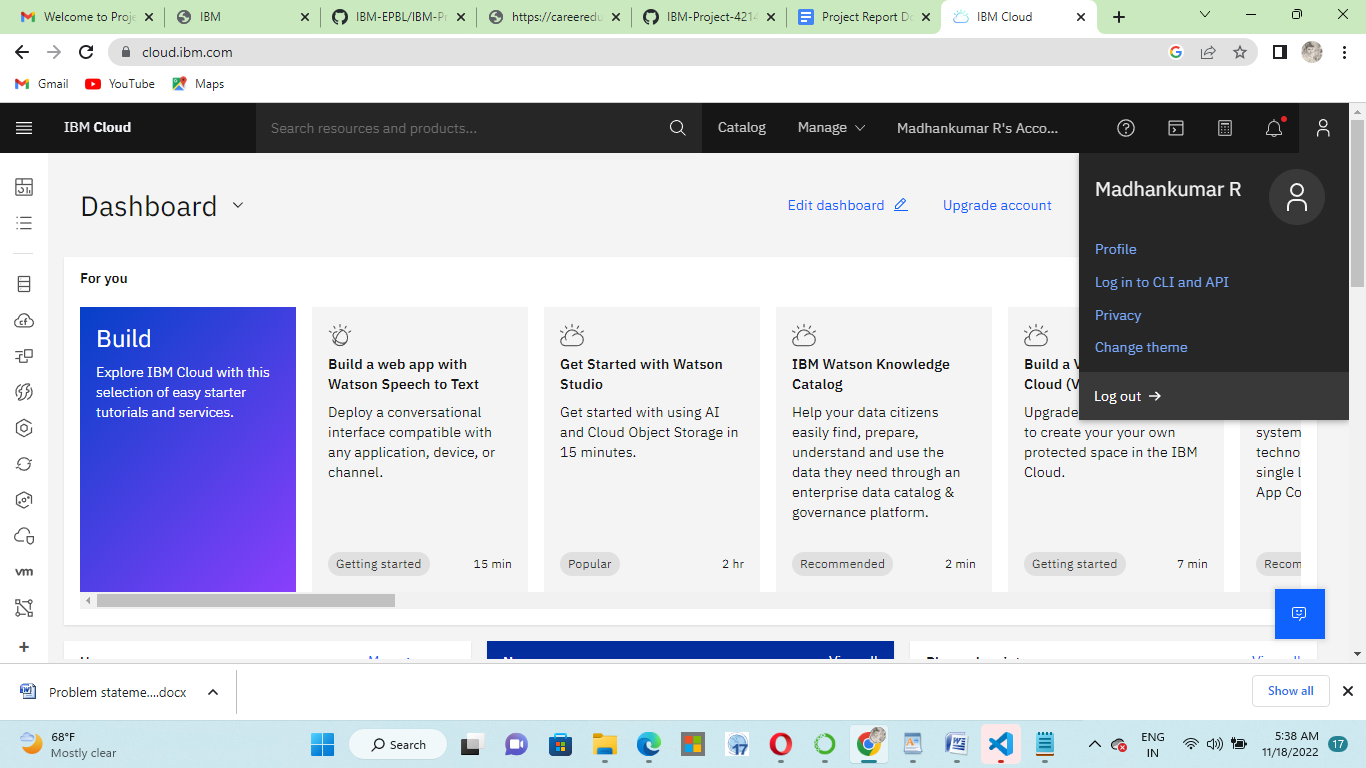 Welcome to Proje
IBM
IBM-EPBL/IBM-Pr
https://careeredu
IBM-Project-4214
Project Report Do
IBM Cloud
cloud.ibm.com
Gmail
YouTube
Maps
IBM Cloud
Search resources and products...
Catalog
Manage
Madhankumar R's Acco...
Madhankumar R
Profile
Log in to CLI and API
Privacy
Change theme
Log out
Dashboard
Edit dashboard
Upgrade account
For you
Build
Explore IBM Cloud with this
selection of easy starter
tutorials and services.
Build a web app with
Watson Speech to Text
Deploy a conversational
interface compatible with
any application, device, or
channel.
Getting started
15 min
Get Started with Watson
Studio
Get started with using AI
and Cloud Object Storage in
15 minutes.
Popular
2 hr
IBM Watson Knowledge
Catalog
Help your data citizens
easily find, prepare,
understand and use the
data they need through an
enterprise data catalog &
governance platform.
Recommended
2 min
Build a V
Cloud (V
Upgrade
to create your your own
protected space in the IBM
Cloud.
Getting started
7 min
system
techno
single l
App Co
Recom
vm
Problem stateme....docx
Show all
68°F
Mostly clear
Search
17
ENG
IN
5:38 AM
11/18/2022
17